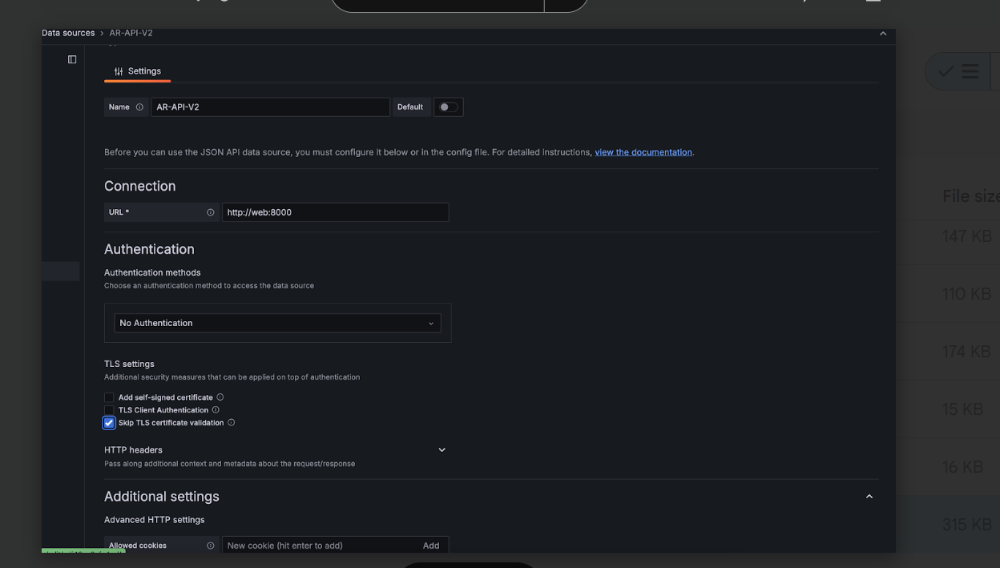 Data sources › AR-API-V2
Settings
Name AR-API-V2 Default
Before you can use the JSON API data source, you must configure it below or in the config file. For detailed instructions, view the documentation.
Connection
URL * http://web:8000
Authentication
Authentication methods
Choose an authentication method to access the data source
No Authentication
TLS settings
Additional security measures that can be applied on top of authentication
Add self-signed certificate
TLS Client Authentication
Skip TLS certificate validation
HTTP headers
Pass along additional context and metadata about the request/response
Additional settings
Advanced HTTP settings
Allowed cookies New cookie (hit enter to add) Add
File size
147 KB
110 KB
174 KB
15 KB
16 KB
315 KB